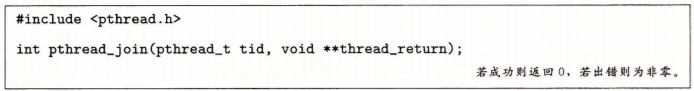 #include <pthread.h>
int pthread_join(pthread_t tid, void **thread_return);
若成功则返回 0，若出错则为非零。